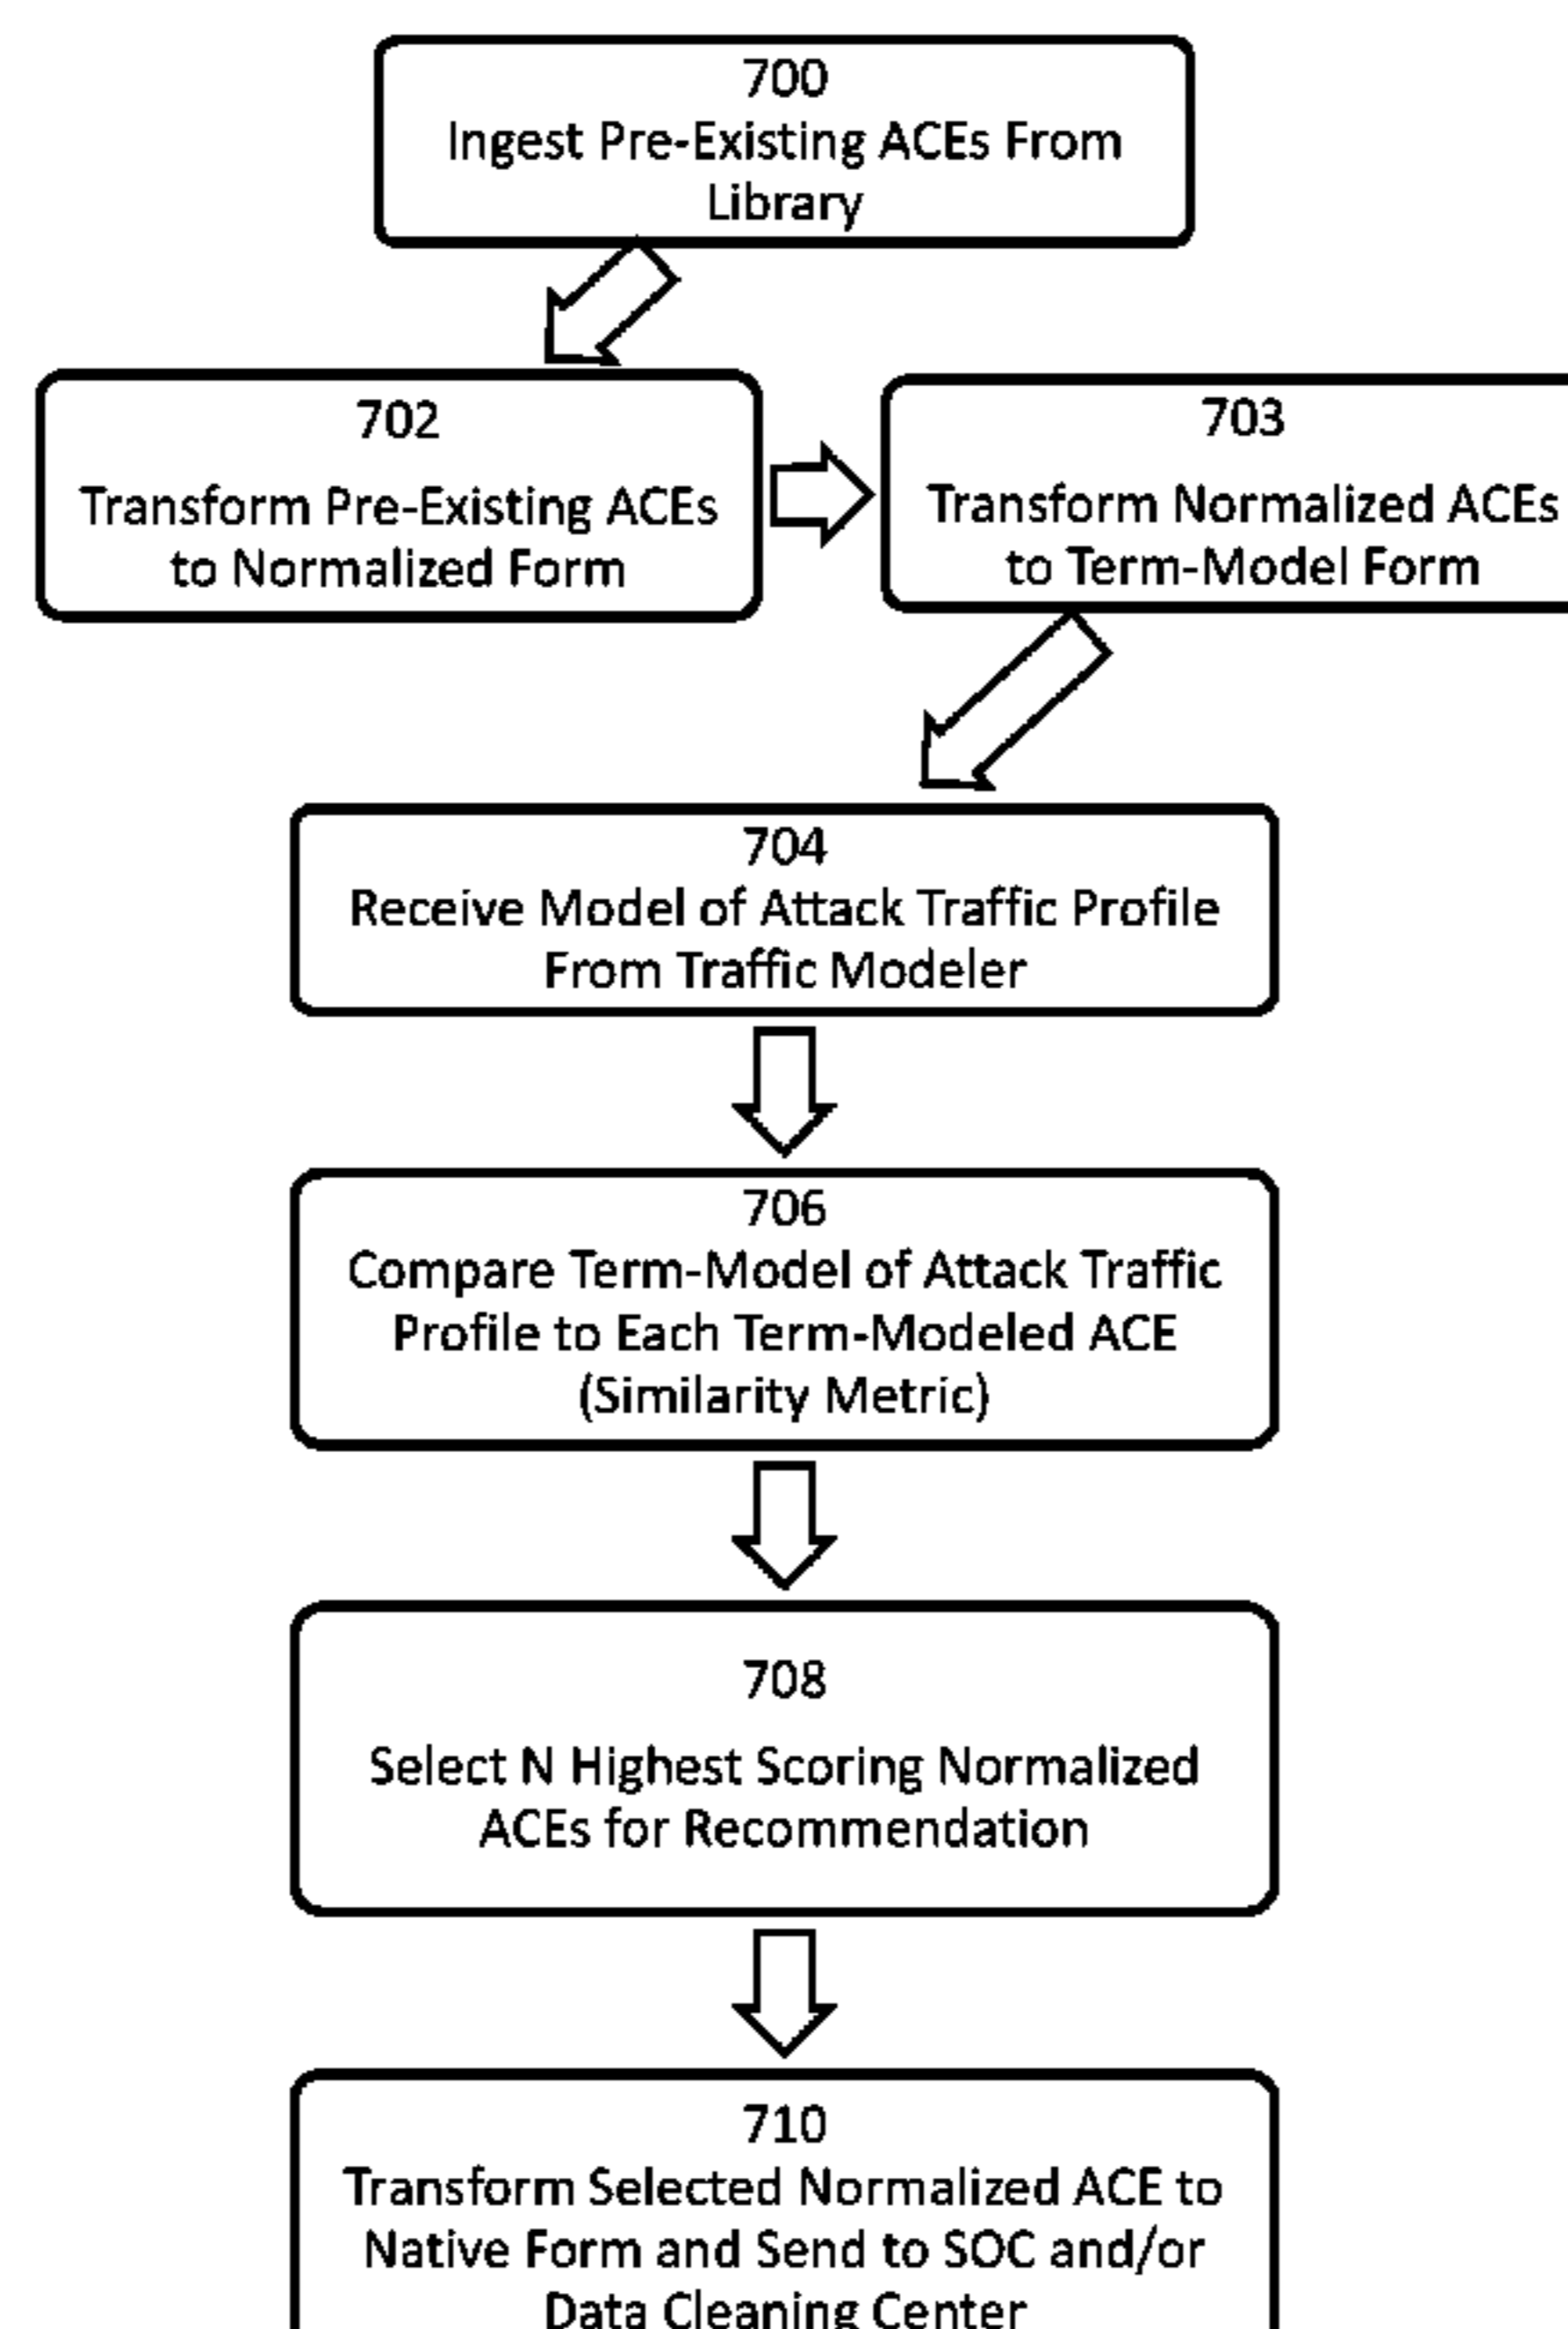 700
Ingest Pre-Existing ACEs From
Library
702
Transform Pre-Existing ACEs
to Normalized Form
703
Transform Normalized ACEs
to Term-Model Form
704
Receive Model of Attack Traffic Profile
From Traffic Modeler
706
Compare Term-Model of Attack Traffic
Profile to Each Term-Modeled ACE
(Similarity Metric)
708
Select N Highest Scoring Normalized
ACEs for Recommendation
710
Transform Selected Normalized ACE to
Native Form and Send to SOC and/or
Data Cleaning Center